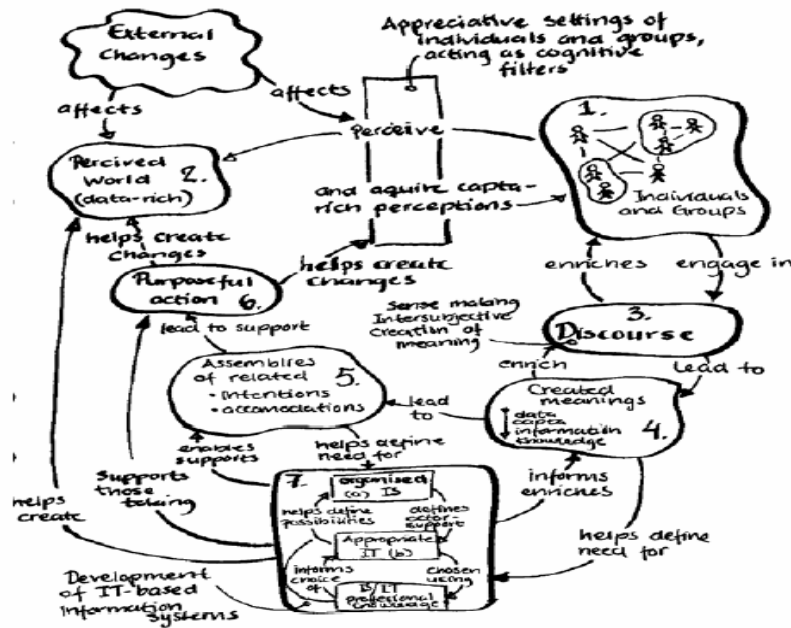 External
Changes
Appreciative settings of
individuals and groups,
acting as cognitive
filters
affects
affects
1.
perceive
Percived
World 2.
(data-rich)
and aquire capta-
rich perceptions
Individuals
and Groups
helps create
changes
helps create
changes
enriches
engage in
Purposeful
action 6.
sense making
Intersubjective
Creation of
meaning
3.
Discourse
lead to support
enrich
lead to
Assemblies
of related 5.
• intentions
• accomodations
lead
to
Created
meanings
data
capta
information
knowledge
4.
enables
supports
helps define
need for
Supports
those
taking
7.
organised
(a) IS
informs
enriches
helps
create
helps define
possibilities
defines
actor-
support
Appropriate
IT (b)
helps define
need for
informs
choice
of
chosen
using
IS/IT
professional
knowledge
Development
of IT-based
Information
Systems